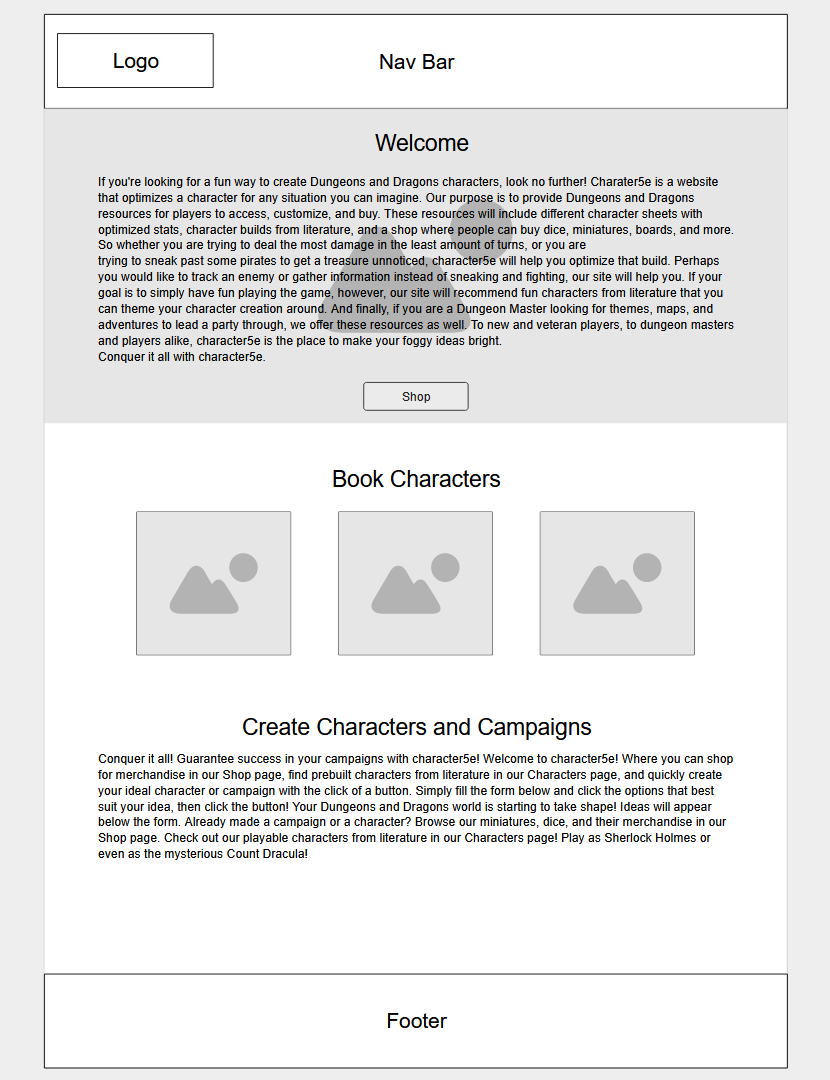 Logo
Nav Bar
Welcome
If you're looking for a fun way to create Dungeons and Dragons characters, look no further! Charater5e is a website
that optimizes a character for any situation you can imagine. Our purpose is to provide Dungeons and Dragons
resources for players to access, customize, and buy. These resources will include different character sheets with
optimized stats, character builds from literature, and a shop where people can buy dice, miniatures, boards, and more.
So whether you are trying to deal the most damage in the least amount of turns, or you are
trying to sneak past some pirates to get a treasure unnoticed, character5e will help you optimize that build. Perhaps
you would like to track an enemy or gather information instead of sneaking and fighting, our site will help you. If your
goal is to simply have fun playing the game, however, our site will recommend fun characters from literature that you
can theme your character creation around. And finally, if you are a Dungeon Master looking for themes, maps, and
adventures to lead a party through, we offer these resources as well. To new and veteran players, to dungeon masters
and players alike, character5e is the place to make your foggy ideas bright.
Conquer it all with character5e.
Shop
Book Characters
Create Characters and Campaigns
Conquer it all! Guarantee success in your campaigns with character5e! Welcome to character5e! Where you can shop
for merchandise in our Shop page, find prebuilt characters from literature in our Characters page, and quickly create
your ideal character or campaign with the click of a button. Simply fill the form below and click the options that best
suit your idea, then click the button! Your Dungeons and Dragons world is starting to take shape! Ideas will appear
below the form. Already made a campaign or a character? Browse our miniatures, dice, and their merchandise in our
Shop page. Check out our playable characters from literature in our Characters page! Play as Sherlock Holmes or
even as the mysterious Count Dracula!
Footer